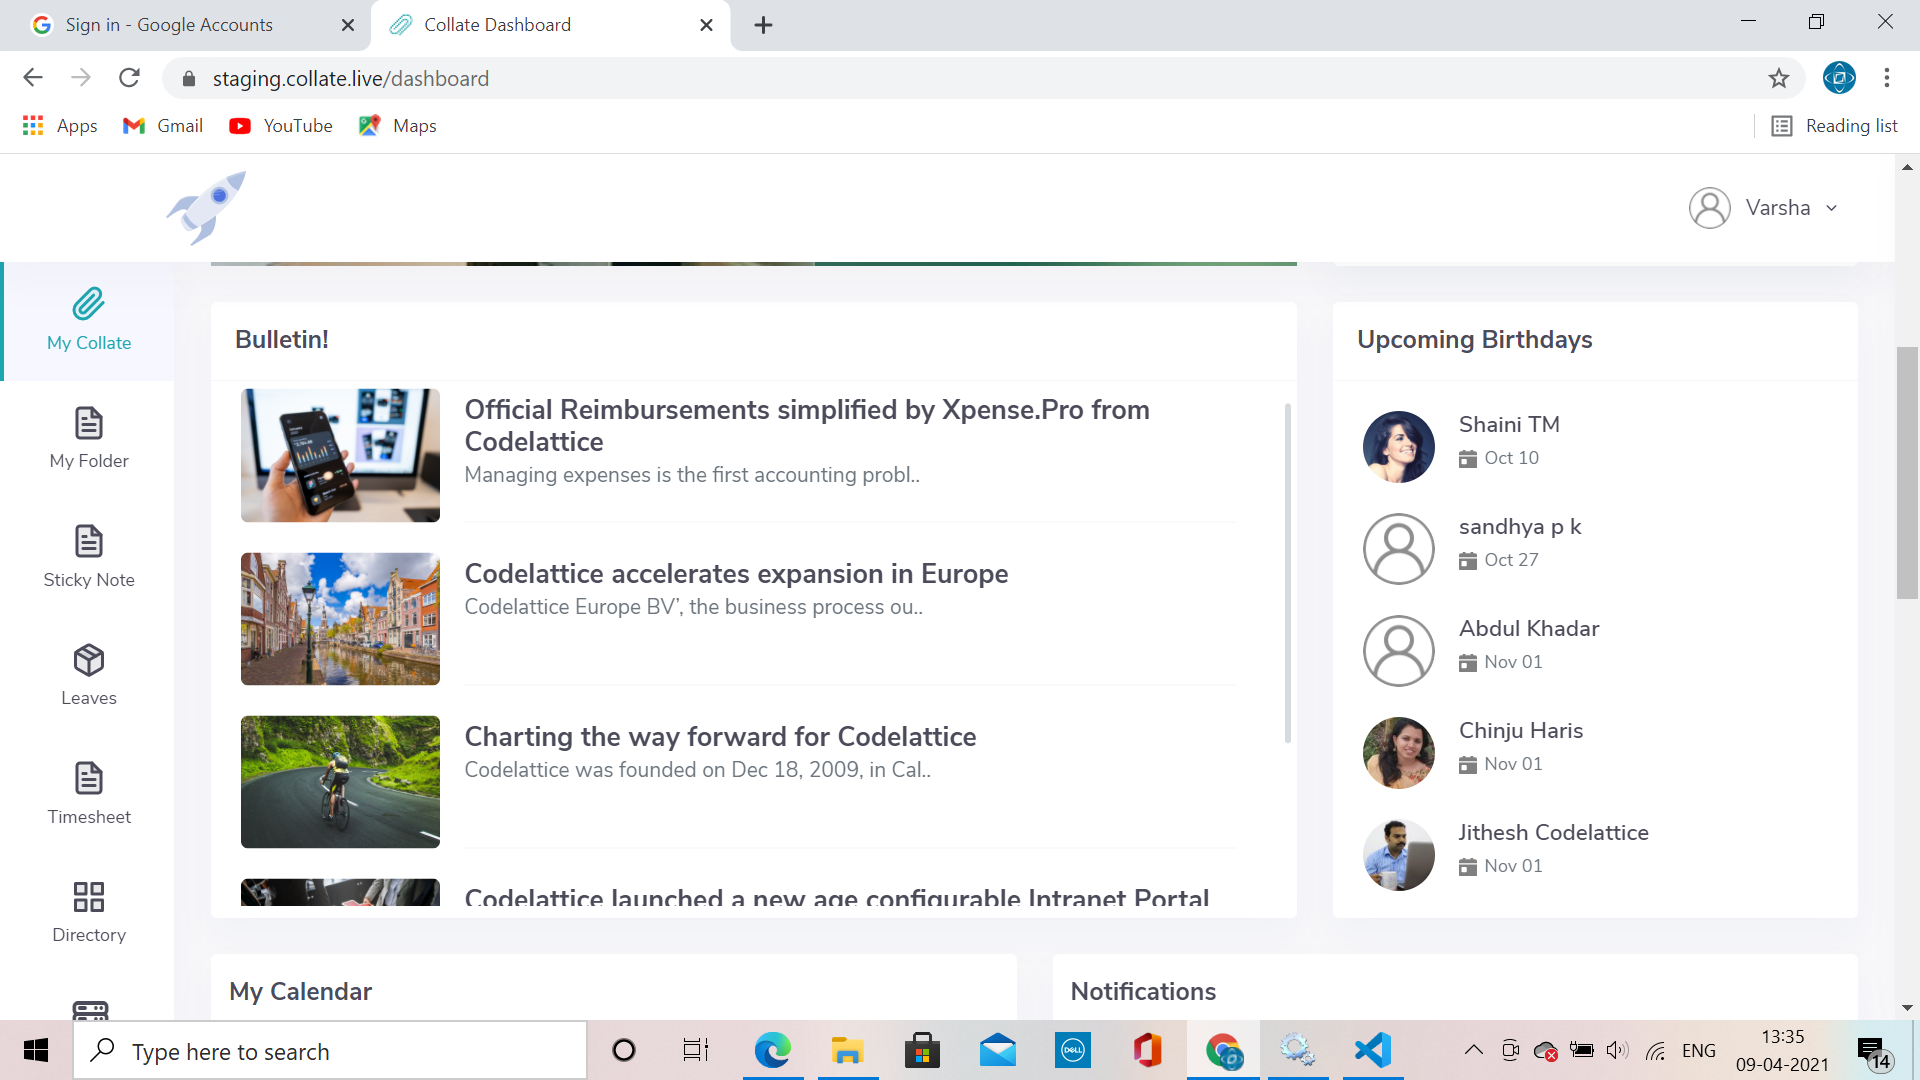 Sign in - Google Accounts
Collate Dashboard
staging.collate.live/dashboard
Apps
Gmail
YouTube
Maps
Reading list
Varsha
My Collate
My Folder
Sticky Note
Leaves
Timesheet
Directory
Bulletin!
Official Reimbursements simplified by Xpense.Pro from
Codelattice
Managing expenses is the first accounting probl..
Codelattice accelerates expansion in Europe
Codelattice Europe BV’, the business process ou..
Charting the way forward for Codelattice
Codelattice was founded on Dec 18, 2009, in Cal..
Codelattice launched a new age configurable Intranet Portal
Upcoming Birthdays
Shaini TM
Oct 10
sandhya p k
Oct 27
Abdul Khadar
Nov 01
Chinju Haris
Nov 01
Jithesh Codelattice
Nov 01
My Calendar
Notifications
Type here to search
DELL
ENG
13:35
09-04-2021
14